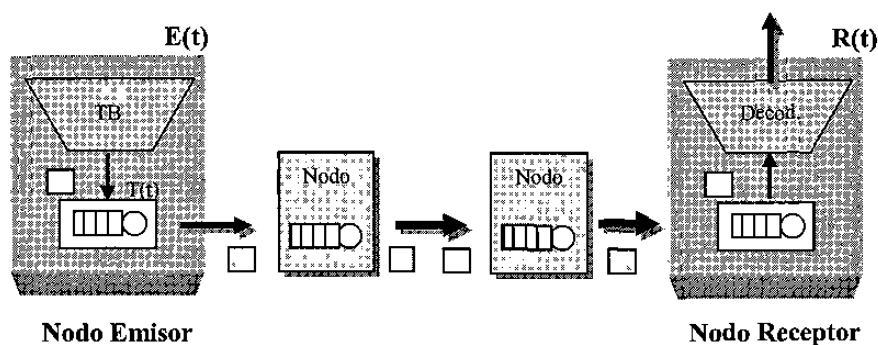 E(t)
R(t)
TB
Decod.
T(t)
Nodo
Nodo
Nodo Emisor
Nodo Receptor